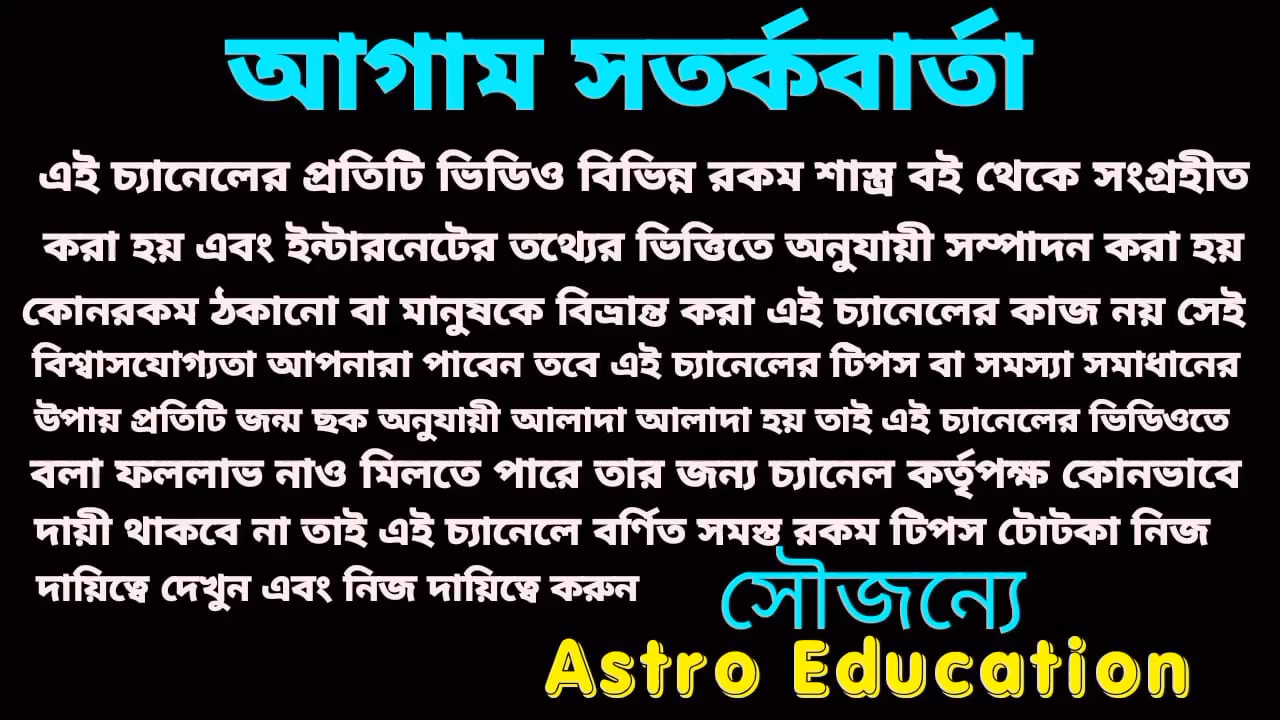 আগাম সতর্কবার্তা
এই চ্যানেলের প্রতিটি ভিডিও বিভিন্ন রকম শাস্ত্র বই থেকে সংগ্রহীত
করা হয় এবং ইন্টারনেটের তথ্যের ভিত্তিতে অনুযায়ী সম্পাদন করা হয়
কোনরকম ঠকানো বা মানুষকে বিভ্রান্ত করা এই চ্যানেলের কাজ নয় সেই
বিশ্বাসযোগ্যতা আপনারা পাবেন তবে এই চ্যানেলের টিপস বা সমস্যা সমাধানের
উপায় প্রতিটি জন্ম ছক অনুযায়ী আলাদা আলাদা হয় তাই এই চ্যানেলের ভিডিওতে
বলা ফললাভ নাও মিলতে পারে তার জন্য চ্যানেল কর্তৃপক্ষ কোনভাবে
দায়ী থাকবে না তাই এই চ্যানেলে বর্ণিত সমস্ত রকম টিপস টোটকা নিজ
দায়িত্বে দেখুন এবং নিজ দায়িত্বে করুন
সৌজন্যে
Astro Education